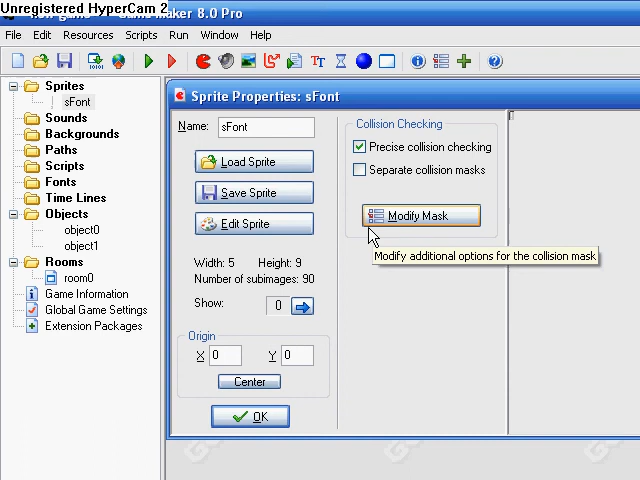 Unregistered HyperCam 2
Game Maker 8.0 Pro
File Edit Resources Scripts Run Window Help
Sprites
sFont
Sounds
Backgrounds
Paths
Scripts
Fonts
Time Lines
Objects
object0
object1
Rooms
room0
Game Information
Global Game Settings
Extension Packages
Sprite Properties: sFont
Name: sFont
Load Sprite
Save Sprite
Edit Sprite
Width: 5 Height: 9
Number of subimages: 90
Show: 0
Origin
X 0 Y 0
Center
OK
Collision Checking
Precise collision checking
Separate collision masks
Modify Mask
Modify additional options for the collision mask